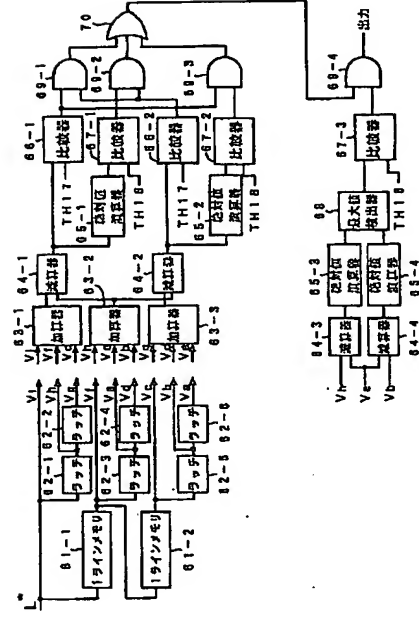 L*
61-1
1ラインメモリ
61-2
1ラインメモリ
62-1
ラッチ
62-2
ラッチ
62-3
ラッチ
62-4
ラッチ
62-5
ラッチ
62-6
ラッチ
Vi
Vh
Vg
Vf
Ve
Vd
Vc
Vb
Va
63-1
加算器
63-2
加算器
63-3
加算器
64-1
減算器
64-2
減算器
65-1
絶対値
演算器
65-2
絶対値
演算器
66-1
比較器
TH17
67-1
比較器
TH18
66-2
比較器
TH17
67-2
比較器
TH18
69-1
69-2
69-3
70
Vh
Ve
Vb
64-3
減算器
64-4
減算器
65-3
絶対値
演算器
65-4
絶対値
演算器
68
最大値
検出器
67-3
比較器
TH18
69-4
出力